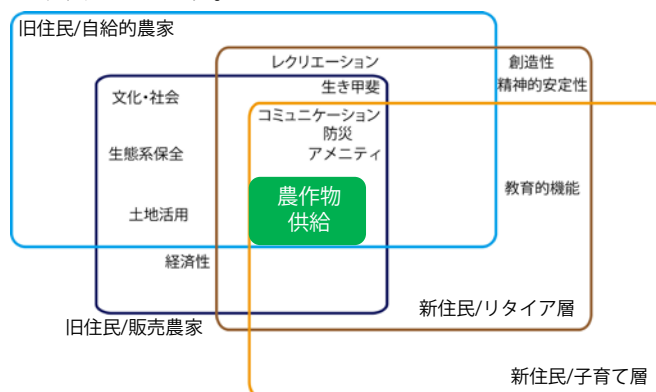 旧住民/自給的農家
レクリエーション
創造性
生き甲斐
精神的安定性
文化・社会
コミュニケーション
防災
生態系保全
アメニティ
農作物
供給
教育的機能
土地活用
経済性
新住民/リタイア層
旧住民/販売農家
新住民/子育て層